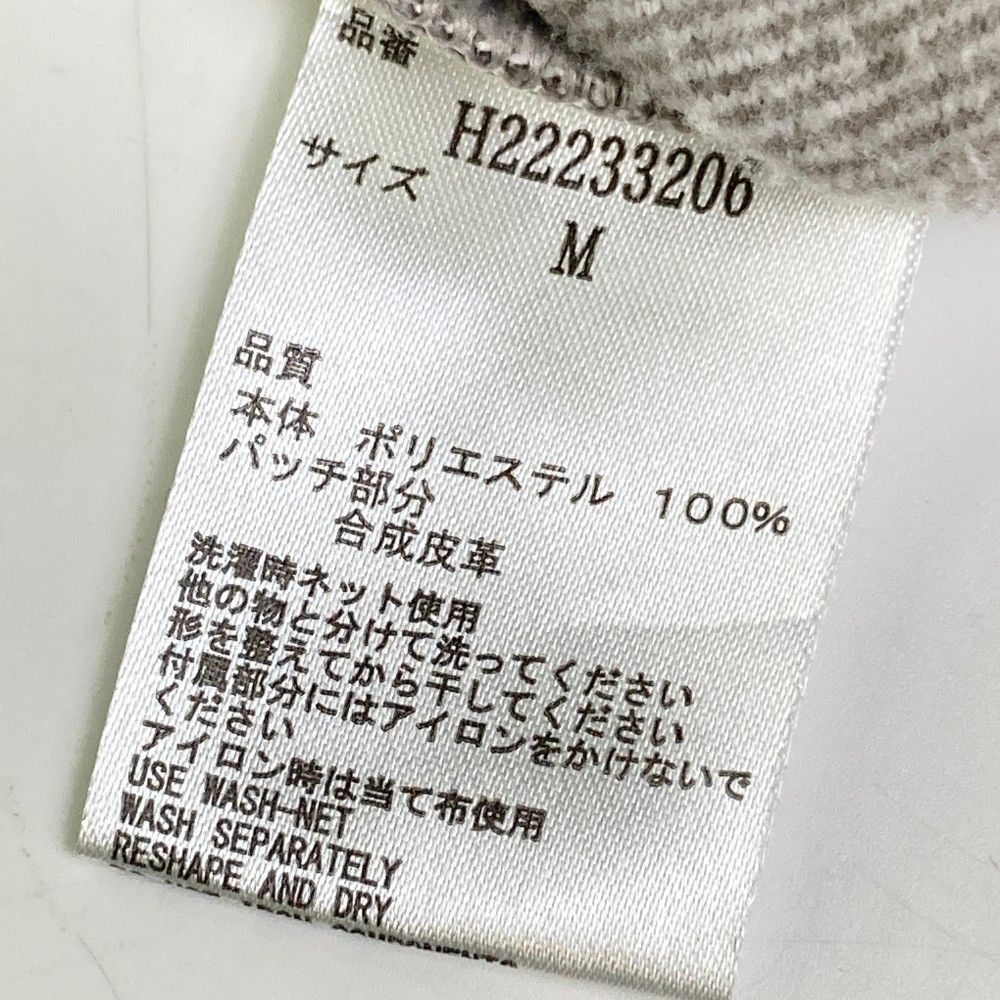 品番
H22233206
サイズ
M
品質
本体 ポリエステル 100%
パッチ部分
合成皮革
洗濯時ネット使用
他の物と分けて洗ってください
形を整えてから干してください
付属部分にはアイロンをかけないで
ください
アイロン時は当て布使用
USE WASH-NET
WASH SEPARATELY
RESHAPE AND DRY